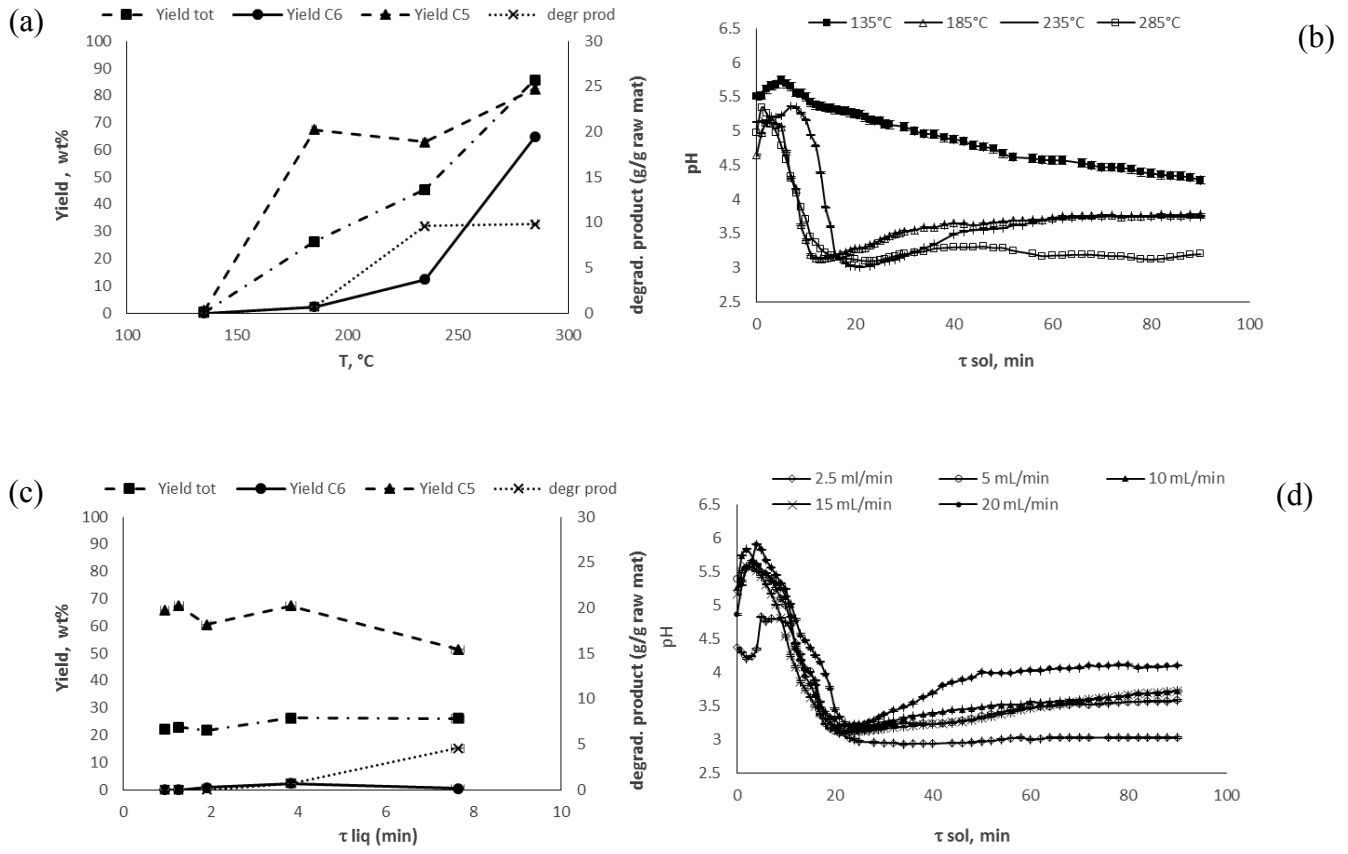 (a)
Yield tot Yield C6 Yield C5 degr prod
100
90
80
70
60
50
40
30
20
10
0
Yield , wt%
30
25
20
15
10
5
0
degrad. product (g/g raw mat)
100 150 200 250 300
T, °C
(b)
135°C 185°C 235°C 285°C
6.5
6
5.5
5
4.5
4
3.5
3
2.5
pH
0 20 40 60 80 100
τ sol, min
(c)
Yield tot Yield C6 Yield C5 degr prod
100
90
80
70
60
50
40
30
20
10
0
Yield, wt%
30
25
20
15
10
5
0
degrad. product (g/g raw mat)
0 2 4 6 8 10
τ liq (min)
(d)
2.5 ml/min 5 mL/min 10 mL/min
15 mL/min 20 mL/min
6.5
6
5.5
5
4.5
4
3.5
3
2.5
pH
0 20 40 60 80 100
τ sol, min